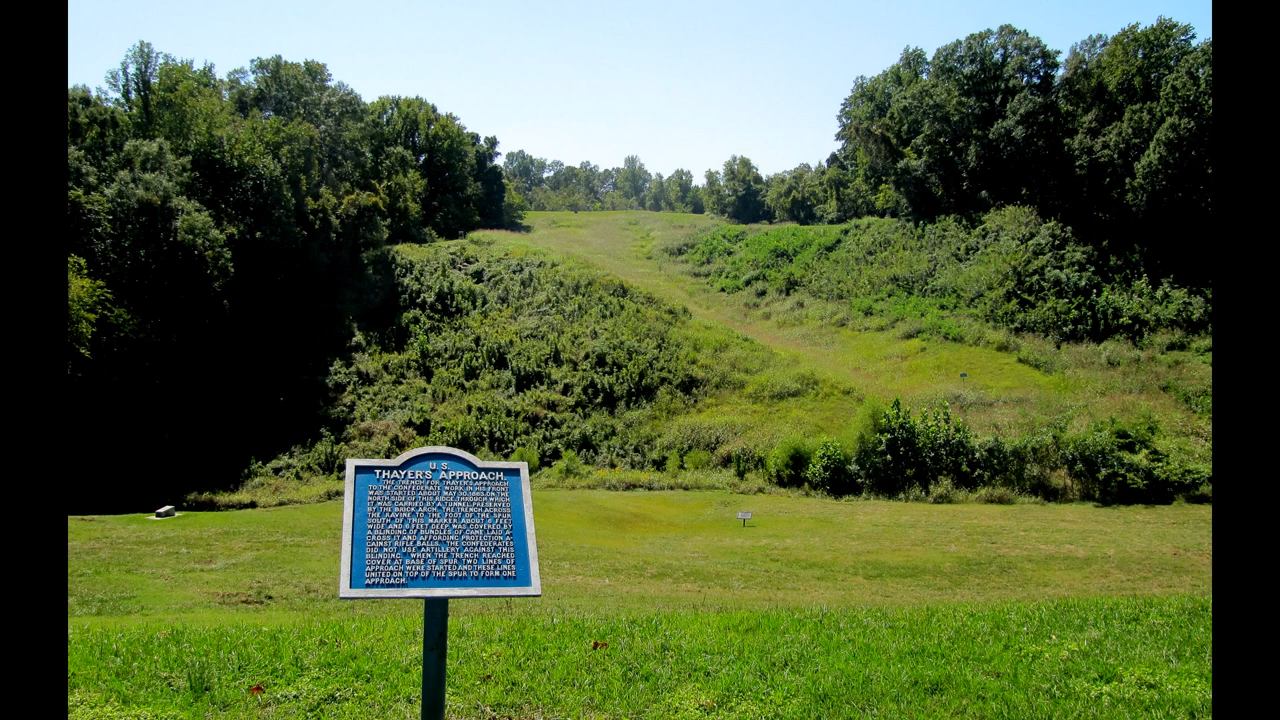 U.S.
THAYER'S APPROACH.
THE TRENCH FOR THAYER'S APPROACH
TO THE CONFEDERATE WORK IN HIS FRONT
WAS STARTED ABOUT MAY 30, 1863, ON THE
NORTH SIDE OF THIS RIDGE THROUGH WHICH
IT WAS CARRIED BY A TUNNEL, PRESERVED
BY THE BRICK ARCH. THE TRENCH ACROSS
THE RAVINE TO THE FOOT OF THE SPUR
SOUTH OF THIS MARKER, ABOUT 6 FEET
WIDE AND 6 FEET DEEP, WAS COVERED BY
A BLINDING OF BUNDLES OF CANE LAID A-
CROSS IT AND AFFORDING PROTECTION A-
GAINST RIFLE BALLS. THE CONFEDERATES
DID NOT USE ARTILLERY AGAINST THIS
BLINDING. WHEN THE TRENCH REACHED
COVER AT BASE OF SPUR TWO LINES OF
APPROACH WERE STARTED AND THESE LINES
UNITED ON TOP OF THE SPUR TO FORM ONE
APPROACH.